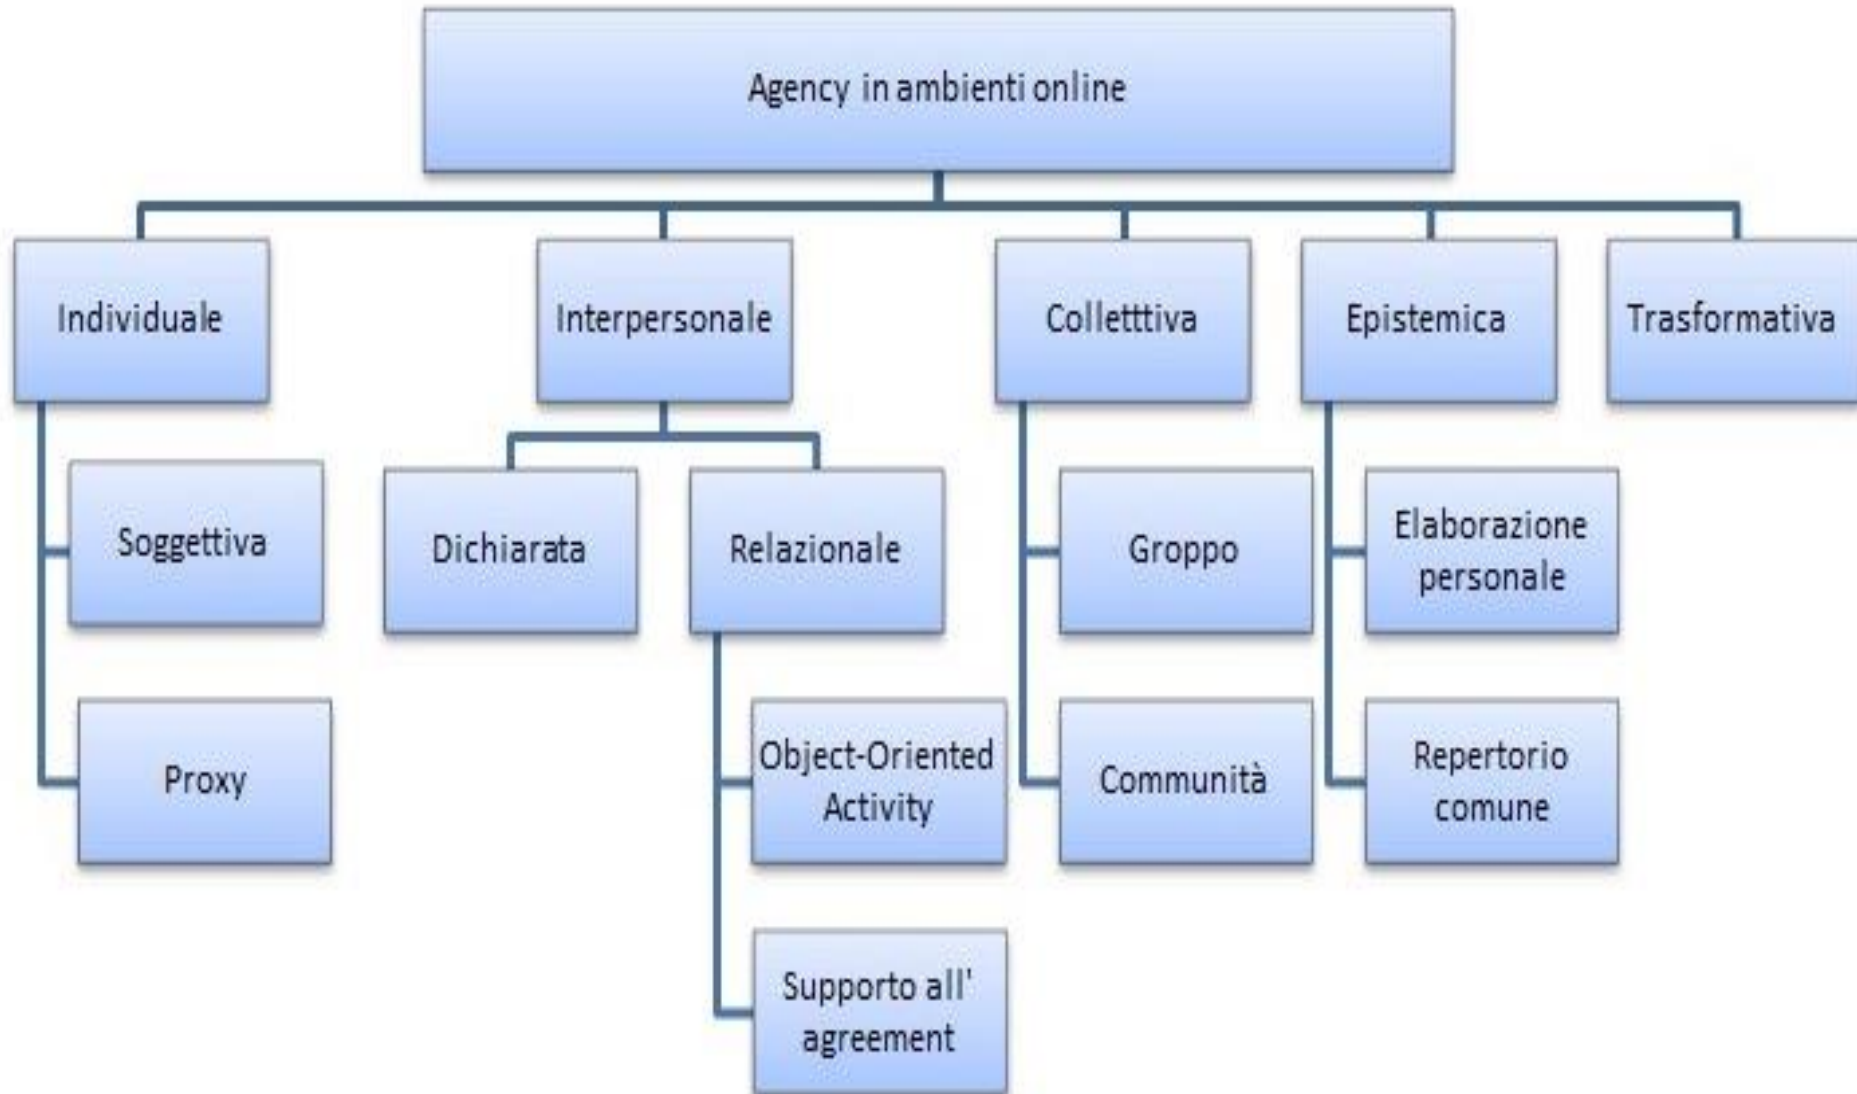 Agency in ambienti online
Individuale
Interpersonale
Colletttiva
Epistemica
Trasformativa
Soggettiva
Dichiarata
Relazionale
Groppo
Elaborazione
personale
Proxy
Object-Oriented
Activity
Communità
Repertorio
comune
Supporto all'
agreement